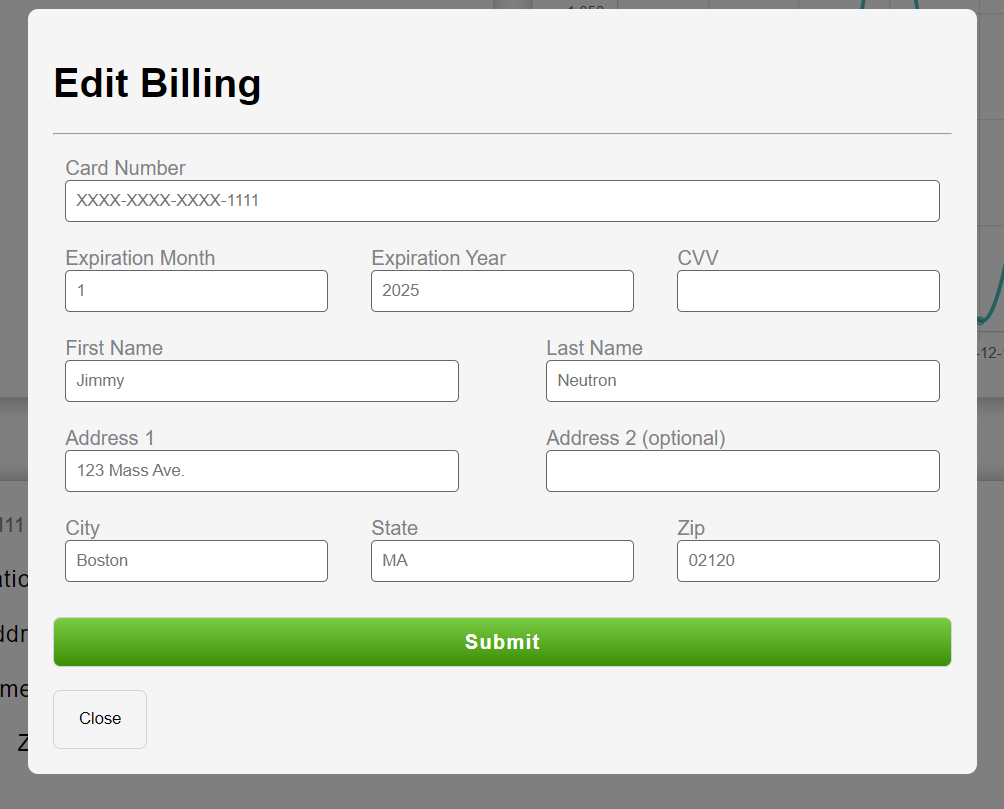 Edit Billing
Card Number
XXXX-XXXX-XXXX-1111
Expiration Month Expiration Year CVV
1 2025
First Name Last Name
Jimmy Neutron
Address 1 Address 2 (optional)
123 Mass Ave.
City State Zip
Boston MA 02120
Submit
Close